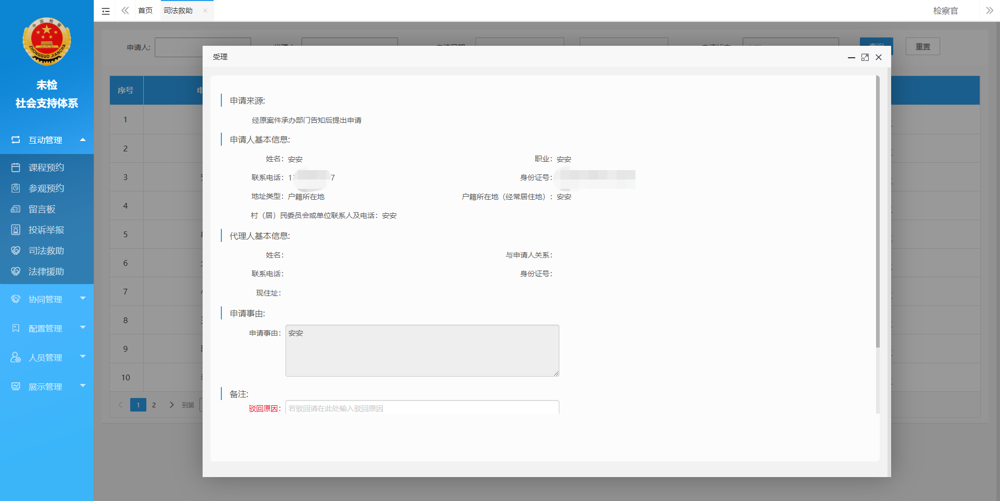 首页
司法救助
检察官
中国检察
ZHONGGUO JIANCHA
未检
社会支持体系
互动管理
课程预约
参观预约
留言板
投诉举报
司法救助
法律援助
协同管理
配置管理
人员管理
展示管理
申请人:
重置
序号
1
2
3
4
5
6
7
8
9
10
1
2
到第
受理
申请来源:
经原案件承办部门告知后提出申请
申请人基本信息:
姓名: 安安
职业: 安安
联系电话: 1 7
身份证号:
地址类型: 户籍所在地
户籍所在地（经常居住地）: 安安
村（居）民委员会或单位联系人及电话: 安安
代理人基本信息:
姓名:
与申请人关系:
联系电话:
身份证号:
现住址:
申请事由:
申请事由: 安安
备注:
驳回原因: 若驳回请在此处输入驳回原因